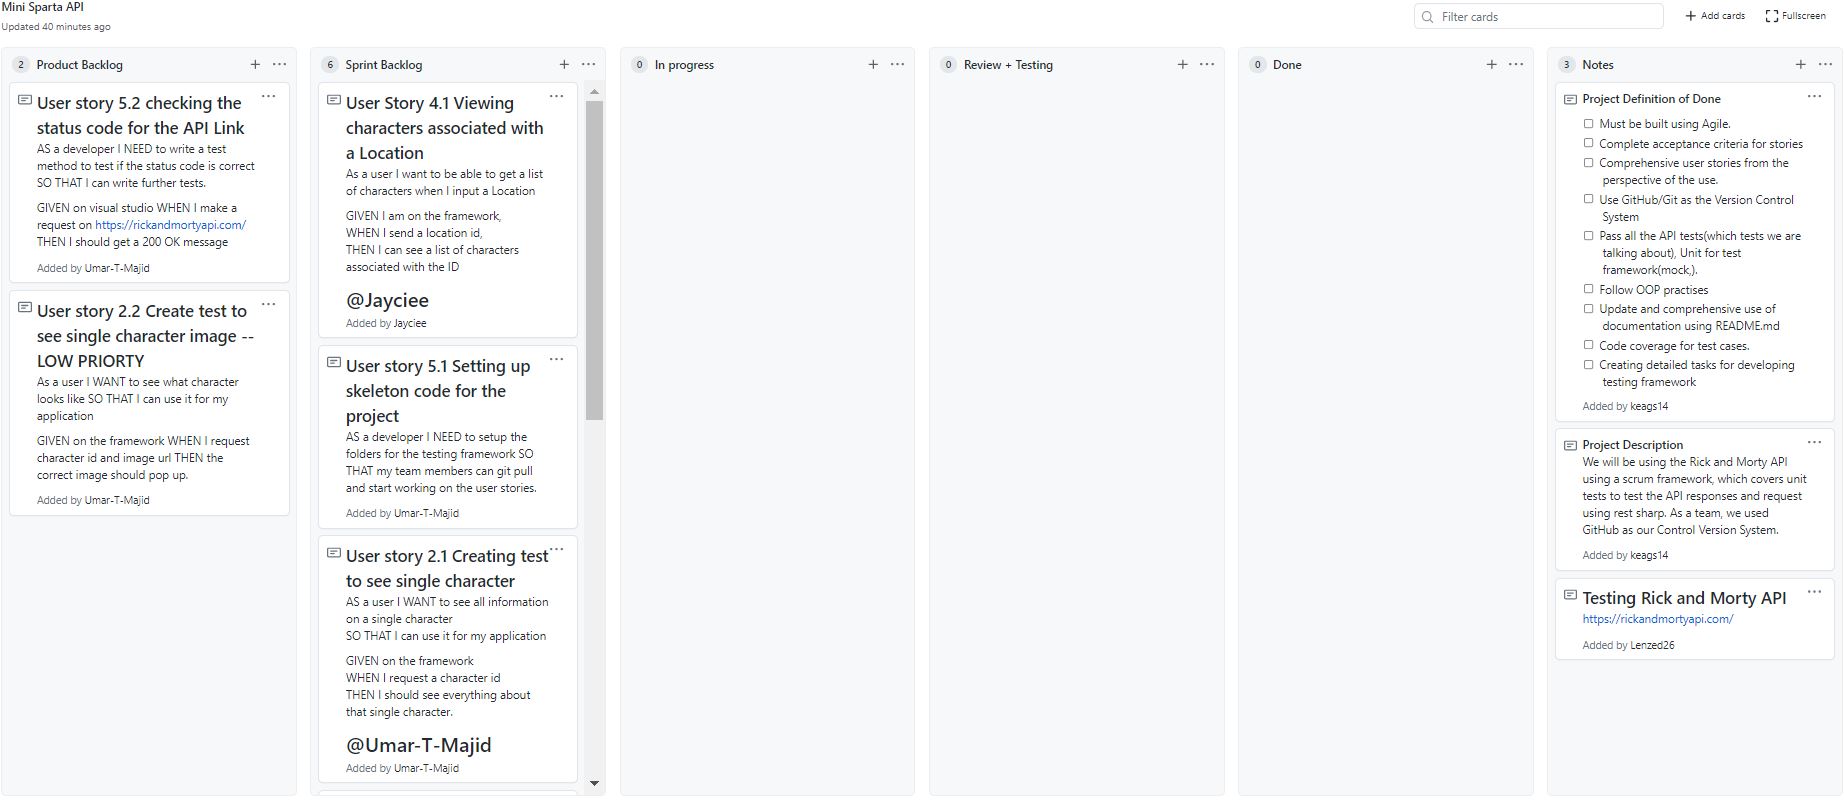 Mini Sparta API
Updated 40 minutes ago
Filter cards
Add cards
Fullscreen
2 Product Backlog
User story 5.2 checking the
status code for the API Link
AS a developer I NEED to write a test
method to test if the status code is correct
SO THAT I can write further tests.
GIVEN on visual studio WHEN I make a
request on https://rickandmortyapi.com/
THEN I should get a 200 OK message
Added by Umar-T-Majid
User story 2.2 Create test to
see single character image --
LOW PRIORTY
As a user I WANT to see what character
looks like SO THAT I can use it for my
application
GIVEN on the framework WHEN I request
character id and image url THEN the
correct image should pop up.
Added by Umar-T-Majid
6 Sprint Backlog
User Story 4.1 Viewing
characters associated with
a Location
As a user I want to be able to get a list
of characters when I input a Location
GIVEN I am on the framework,
WHEN I send a location id,
THEN I can see a list of characters
associated with the ID
@Jayciee
Added by Jayciee
User story 5.1 Setting up
skeleton code for the
project
AS a developer I NEED to setup the
folders for the testing framework SO
THAT my team members can git pull
and start working on the user stories.
Added by Umar-T-Majid
User story 2.1 Creating test
to see single character
AS a user I WANT to see all information
on a single character
SO THAT I can use it for my application
GIVEN on the framework
WHEN I request a character id
THEN I should see everything about
that single character.
@Umar-T-Majid
Added by Umar-T-Majid
0 In progress
0 Review + Testing
0 Done
3 Notes
Project Definition of Done
Must be built using Agile.
Complete acceptance criteria for stories
Comprehensive user stories from the
perspective of the use.
Use GitHub/Git as the Version Control
System
Pass all the API tests(which tests we are
talking about), Unit for test
framework(mock,).
Follow OOP practises
Update and comprehensive use of
documentation using README.md
Code coverage for test cases.
Creating detailed tasks for developing
testing framework
Added by keags14
Project Description
We will be using the Rick and Morty API
using a scrum framework, which covers unit
tests to test the API responses and request
using rest sharp. As a team, we used
GitHub as our Control Version System.
Added by keags14
Testing Rick and Morty API
https://rickandmortyapi.com/
Added by Lenzed26